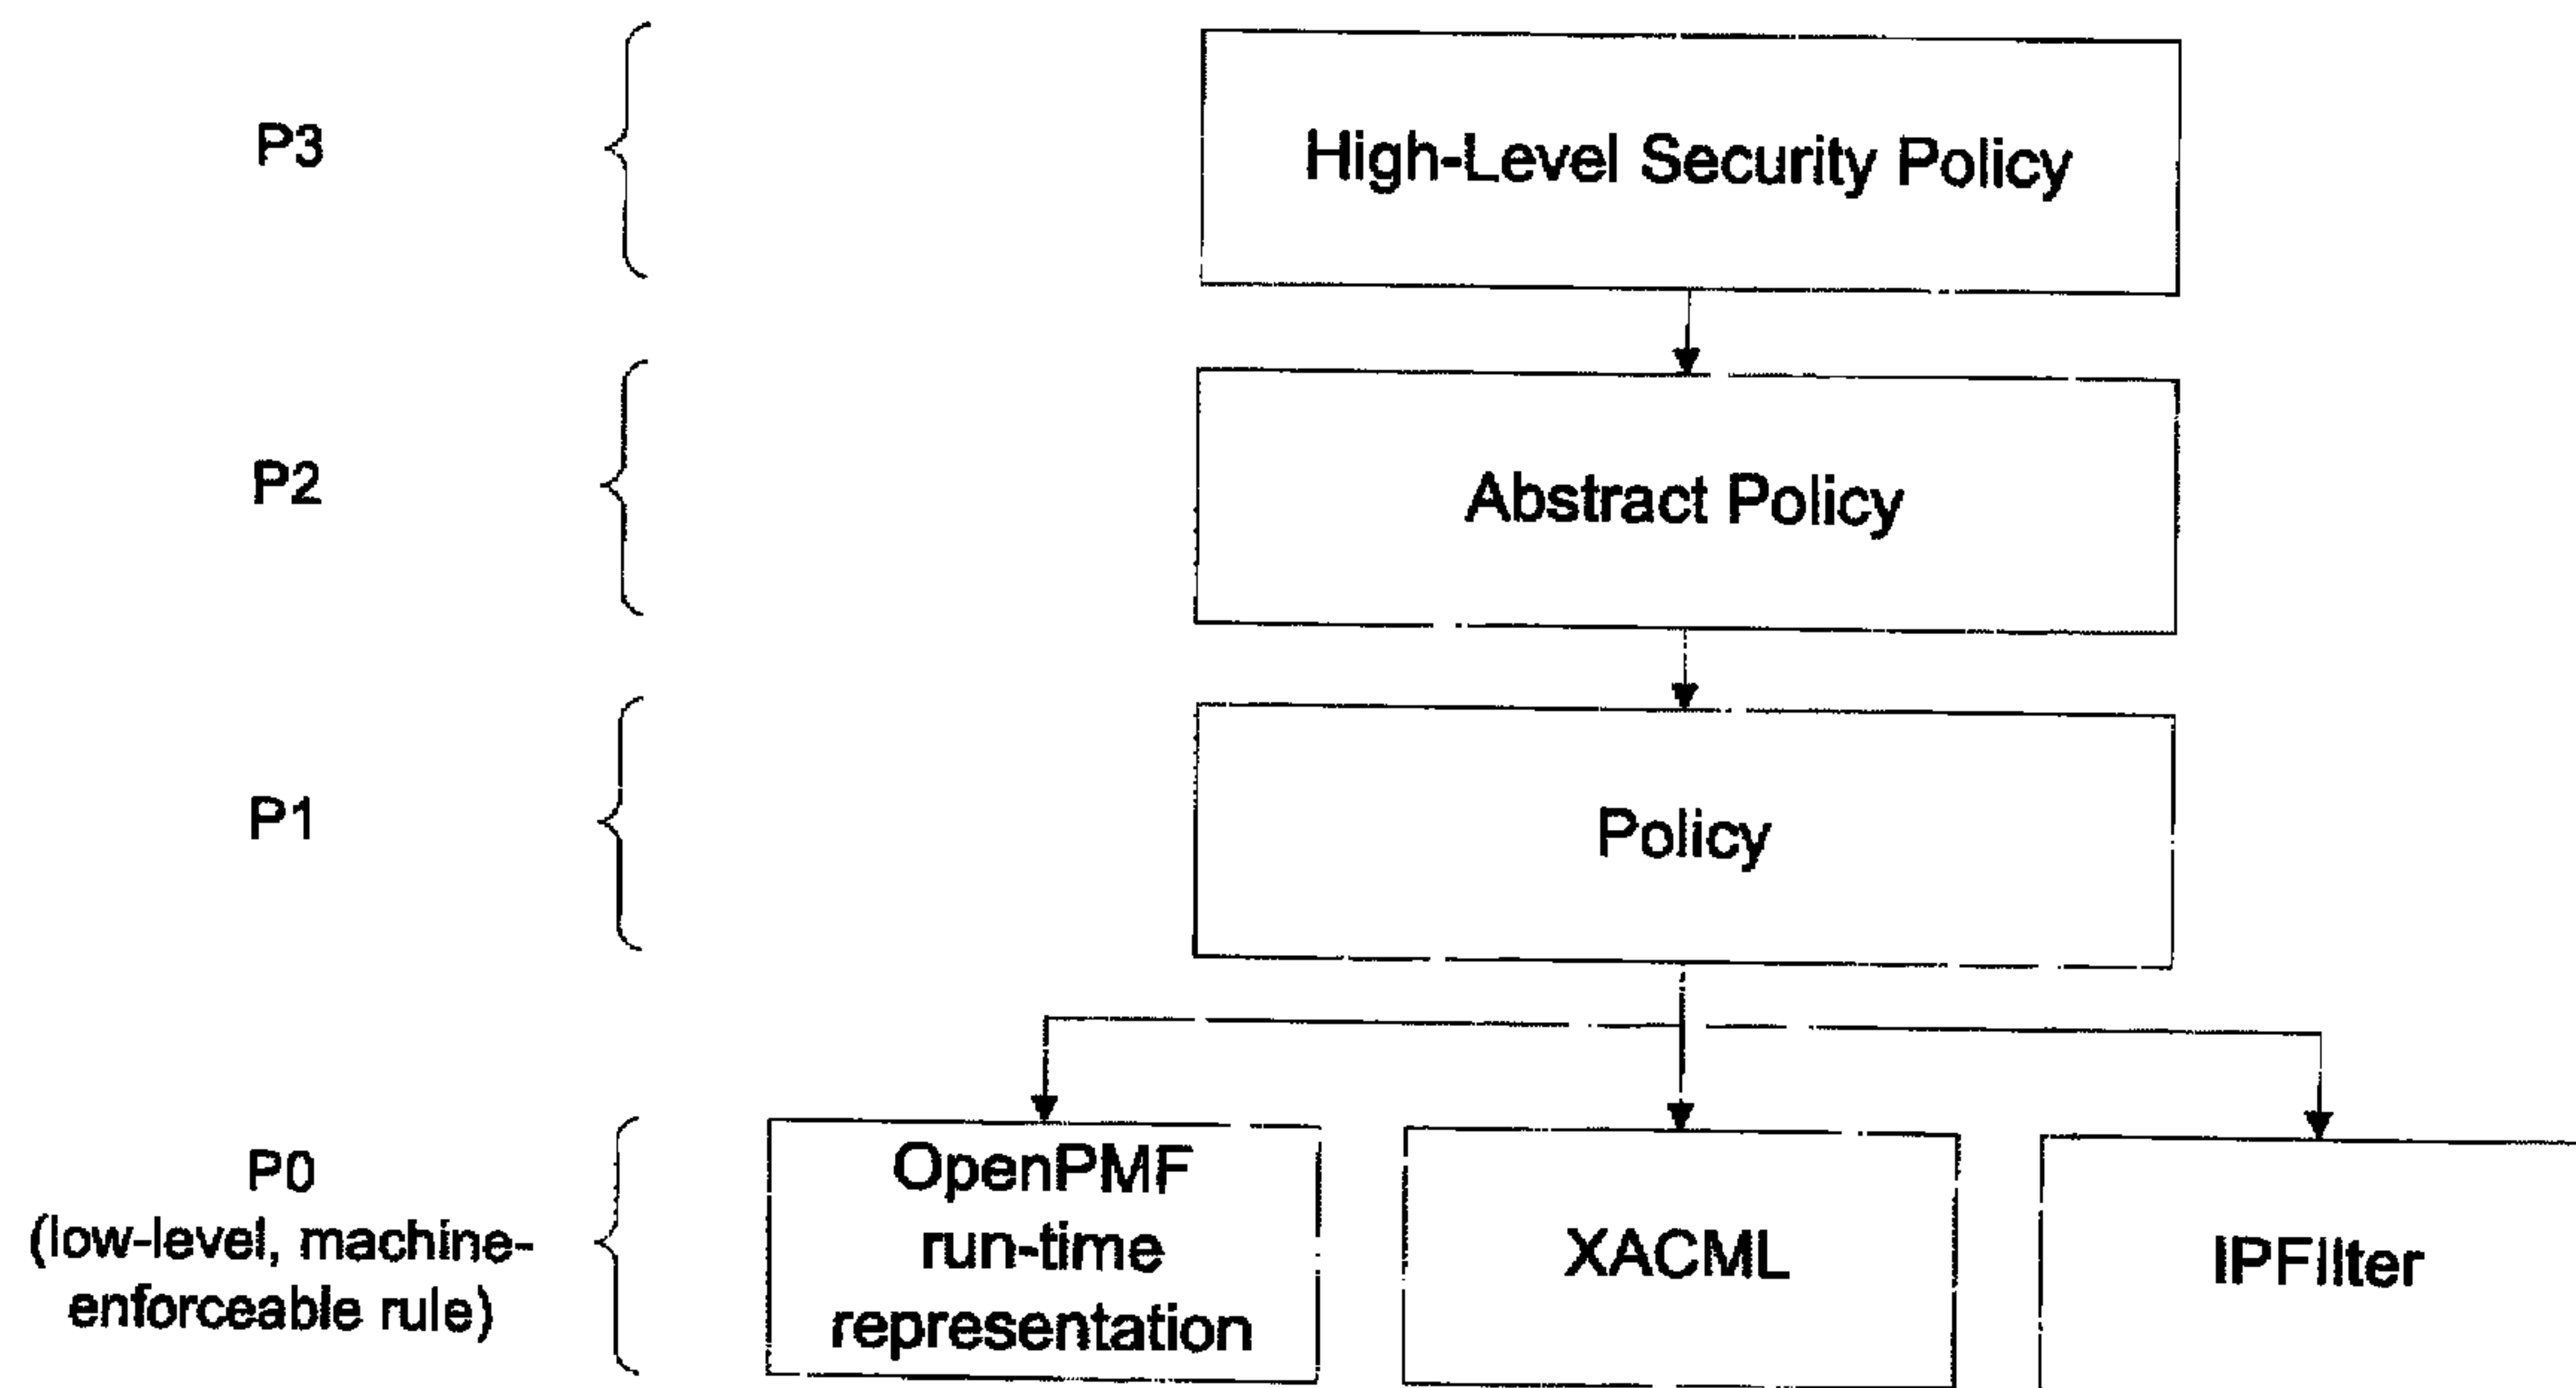 P3
High-Level Security Policy
P2
Abstract Policy
P1
Policy
P0
(low-level, machine-
enforceable rule)
OpenPMF
run-time
representation
XACML
IPFIlter